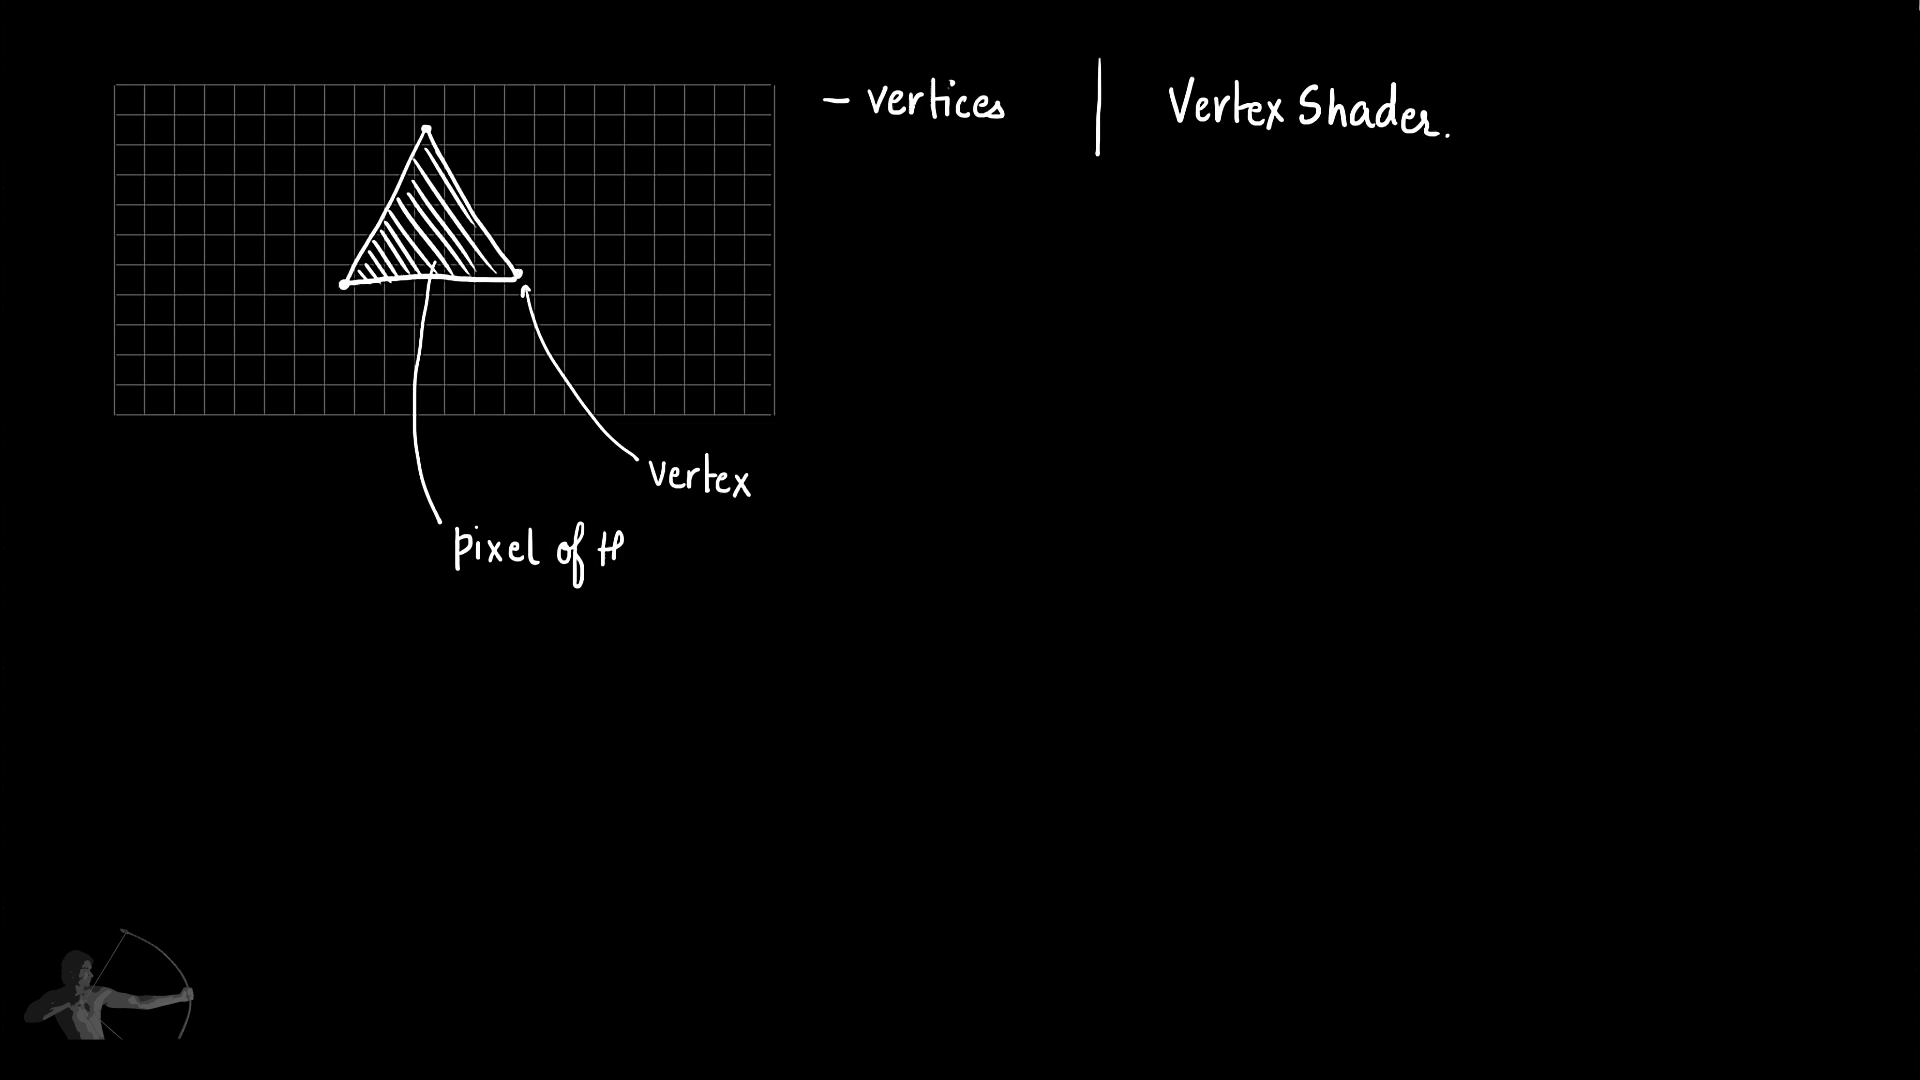 - vertices | Vertex Shader.
vertex
pixel of